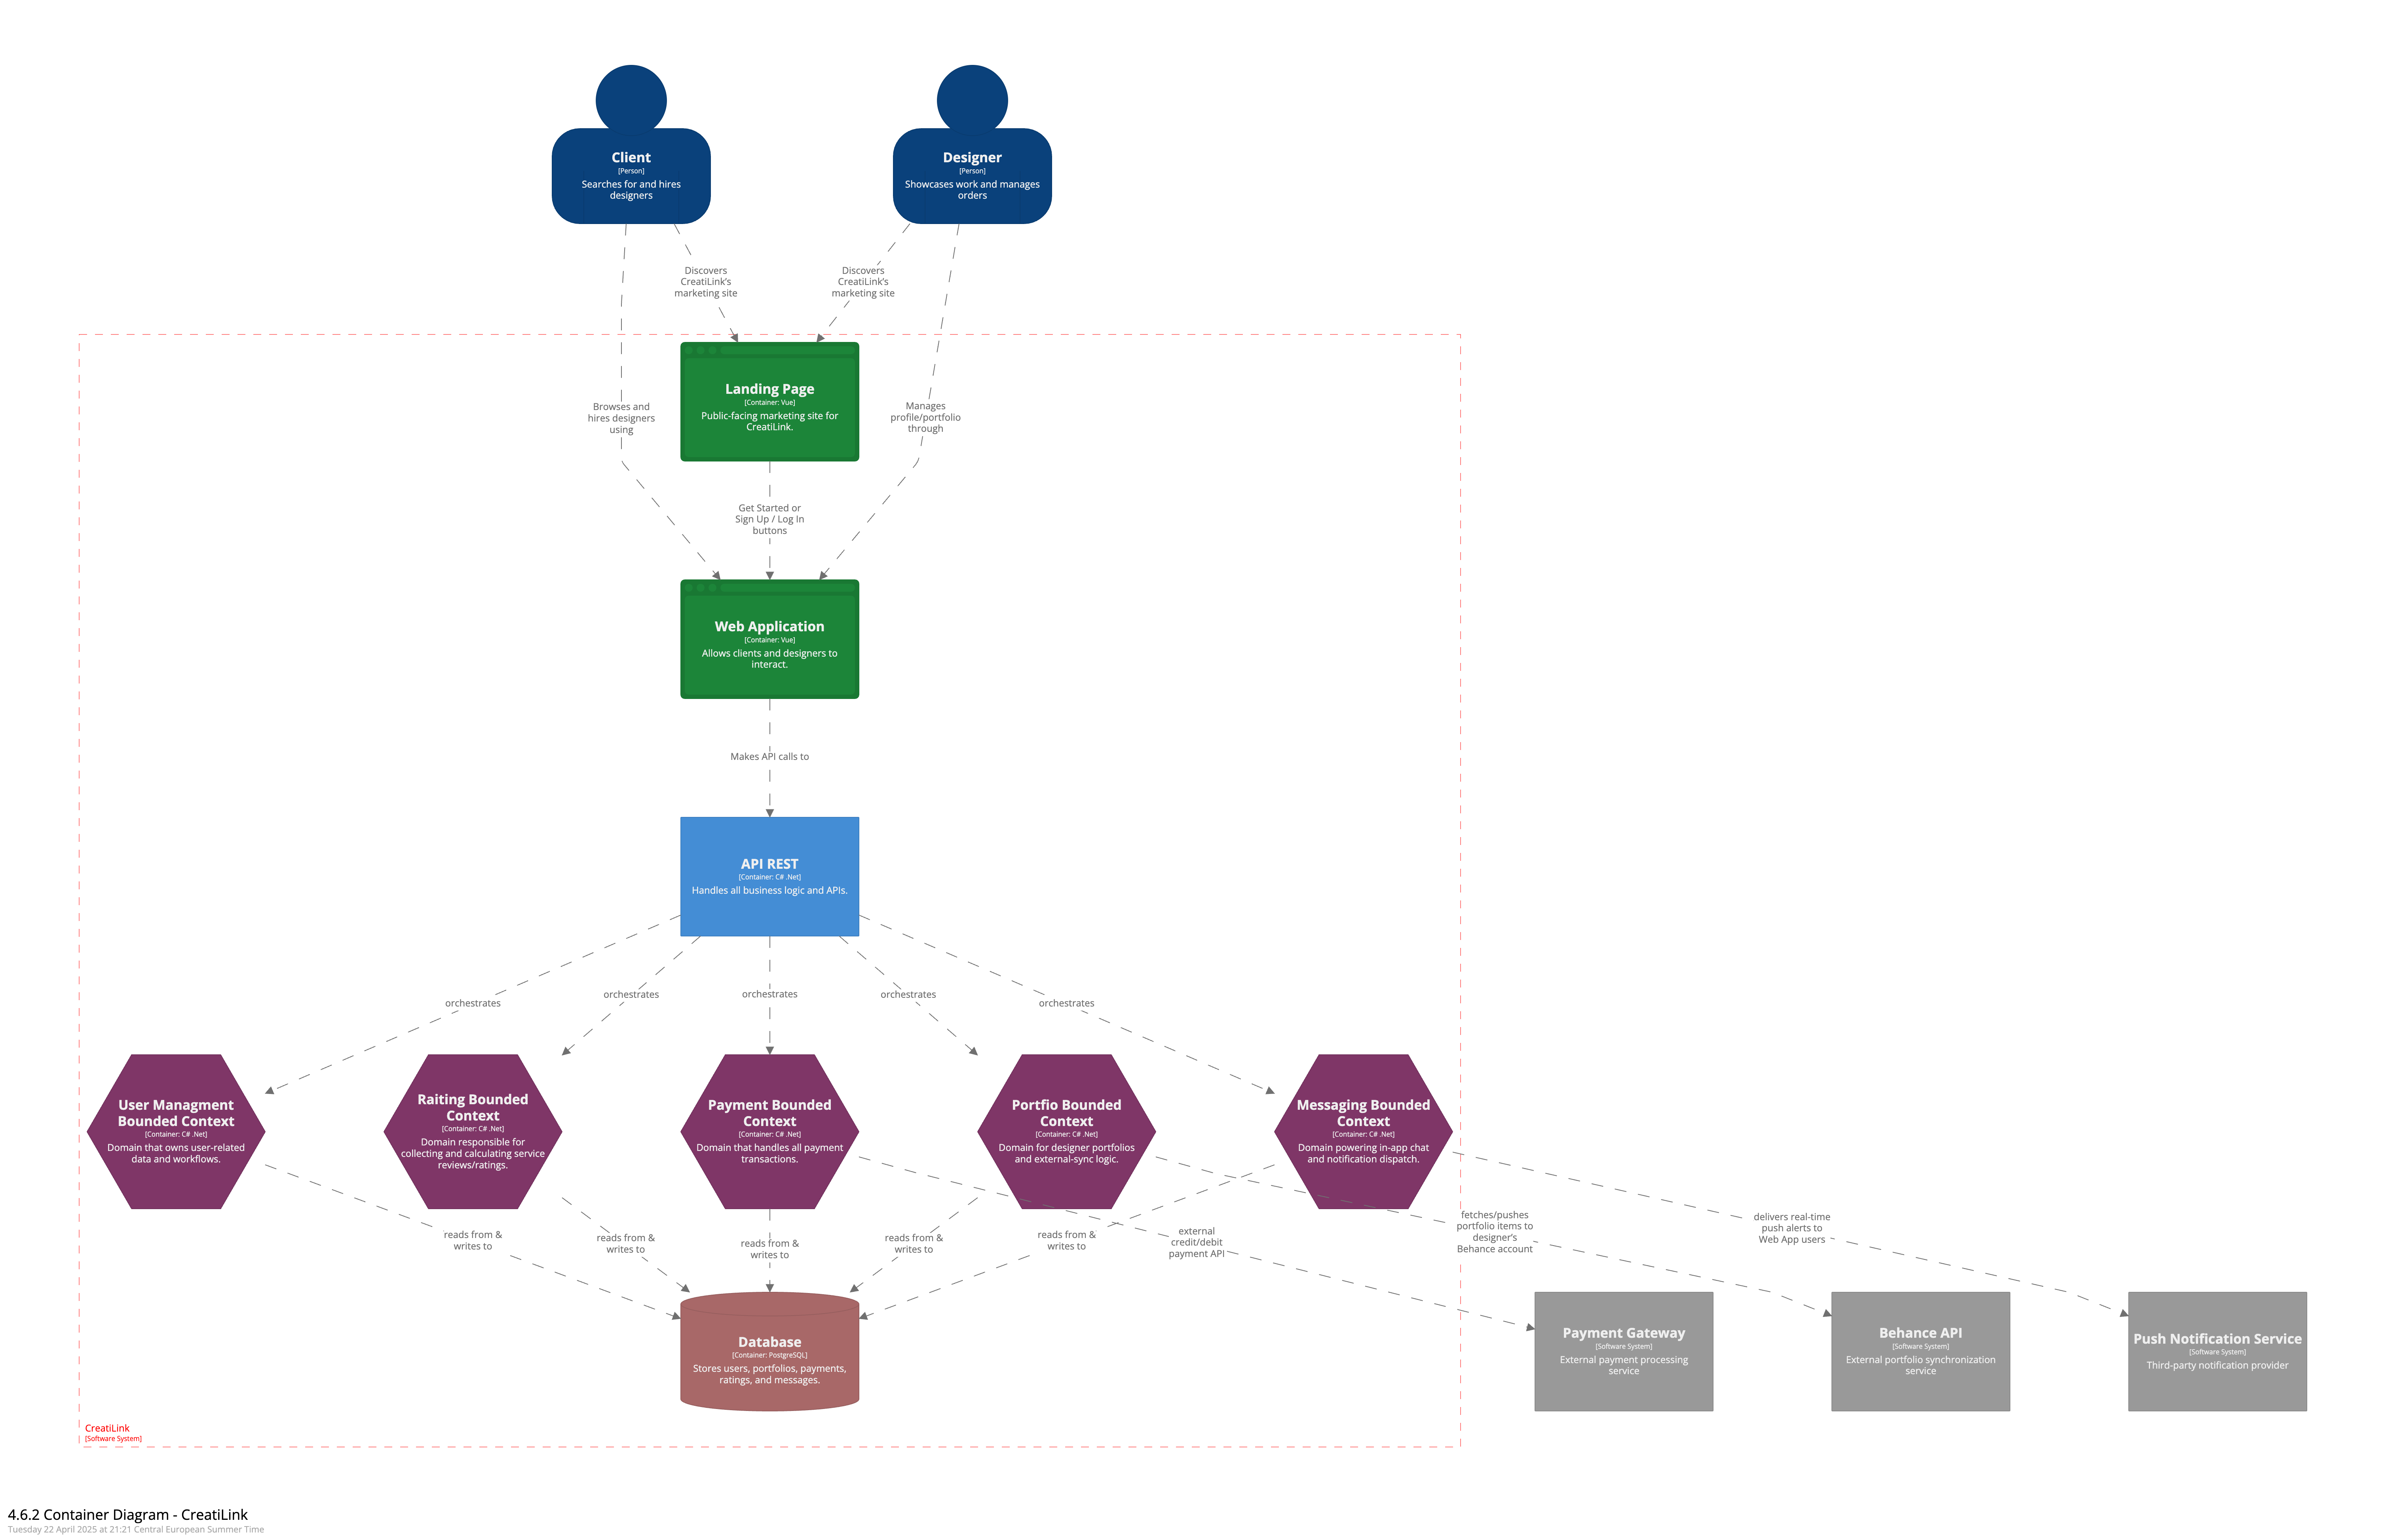 Client
[Person]
Searches for and hires
designers
Designer
[Person]
Showcases work and manages
orders
Discovers
CreatiLink's
marketing site
Discovers
CreatiLink's
marketing site
Landing Page
[Container: Vue]
Public-facing marketing site for
CreatiLink.
Browses and
hires designers
using
Manages
profile/portfolio
through
Get Started or
Sign Up / Log In
buttons
Web Application
[Container: Vue]
Allows clients and designers to
interact.
Makes API calls to
API REST
[Container: C# .Net]
Handles all business logic and APIs.
orchestrates
orchestrates
orchestrates
orchestrates
orchestrates
User Managment
Bounded Context
[Container: C# .Net]
Domain that owns user-related
data and workflows.
Raiting Bounded
Context
[Container: C# .Net]
Domain responsible for
collecting and calculating service
reviews/ratings.
Payment Bounded
Context
[Container: C# .Net]
Domain that handles all payment
transactions.
Portfio Bounded
Context
[Container: C# .Net]
Domain for designer portfolios
and external-sync logic.
Messaging Bounded
Context
[Container: C# .Net]
Domain powering in-app chat
and notification dispatch.
reads from &
writes to
reads from &
writes to
reads from &
writes to
reads from &
writes to
reads from &
writes to
external
credit/debit
payment API
fetches/pushes
portfolio items to
designer's
Behance account
delivers real-time
push alerts to
Web App users
Database
[Container: PostgreSQL]
Stores users, portfolios, payments,
ratings, and messages.
Payment Gateway
[Software System]
External payment processing
service
Behance API
[Software System]
External portfolio synchronization
service
Push Notification Service
[Software System]
Third-party notification provider
CreatiLink
[Software System]
4.6.2 Container Diagram - CreatiLink
Tuesday 22 April 2025 at 21:21 Central European Summer Time